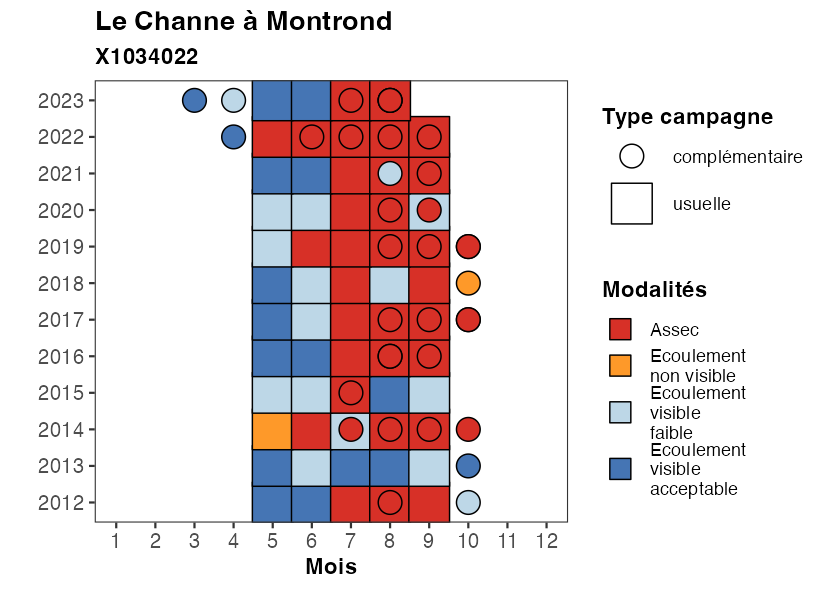 Le Channe à Montrond
X1034022
2023
2022
2021
2020
2019
2018
2017
2016
2015
2014
2013
2012
1 2 3 4 5 6 7 8 9 10 11 12
Mois
Type campagne
complémentaire
usuelle
Modalités
Assec
Ecoulement
non visible
Ecoulement
visible
faible
Ecoulement
visible
acceptable